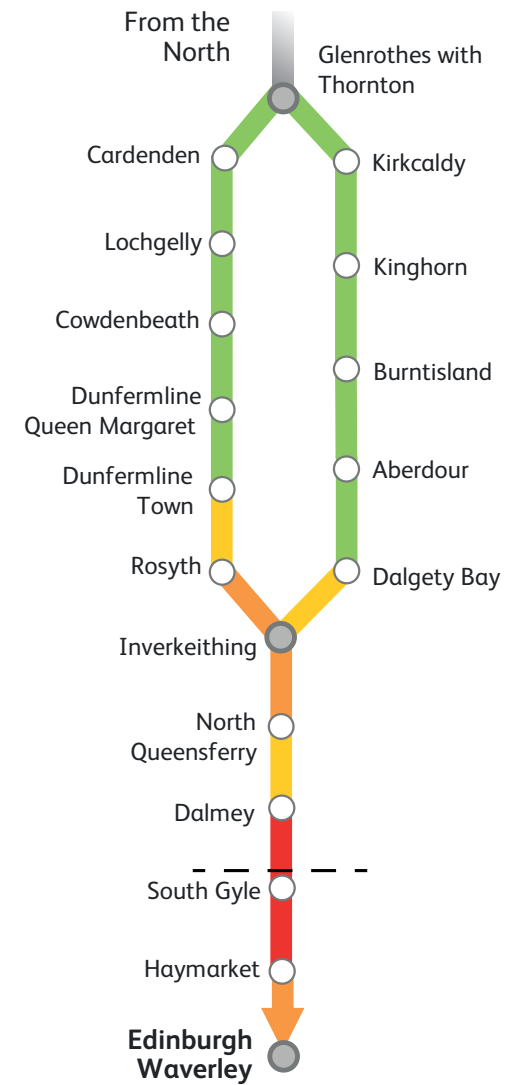 From the
North
Glenrothes with
Thornton
Cardenden
Kirkcaldy
Lochgelly
Kinghorn
Cowdenbeath
Burntisland
Dunfermline
Queen Margaret
Aberdour
Dunfermline
Town
Rosyth
Dalgety Bay
Inverkeithing
North
Queensferry
Dalmey
South Gyle
Haymarket
Edinburgh
Waverley